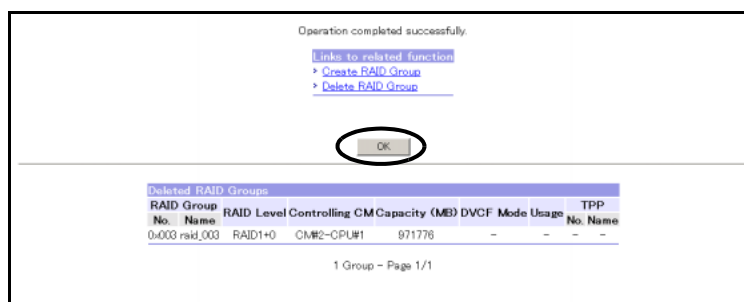 Operation completed successfully.
Links to related function
Create RAID Group
Delete RAID Group
OK
Deleted RAID Groups
RAID Group RAID Level Controlling CM Capacity (MB) DVCF Mode Usage TPP
No. Name No. Name
0x003 raid_003 RAID1+0 CM#2-CPU#1 971776 - - - -
1 Group - Page 1/1